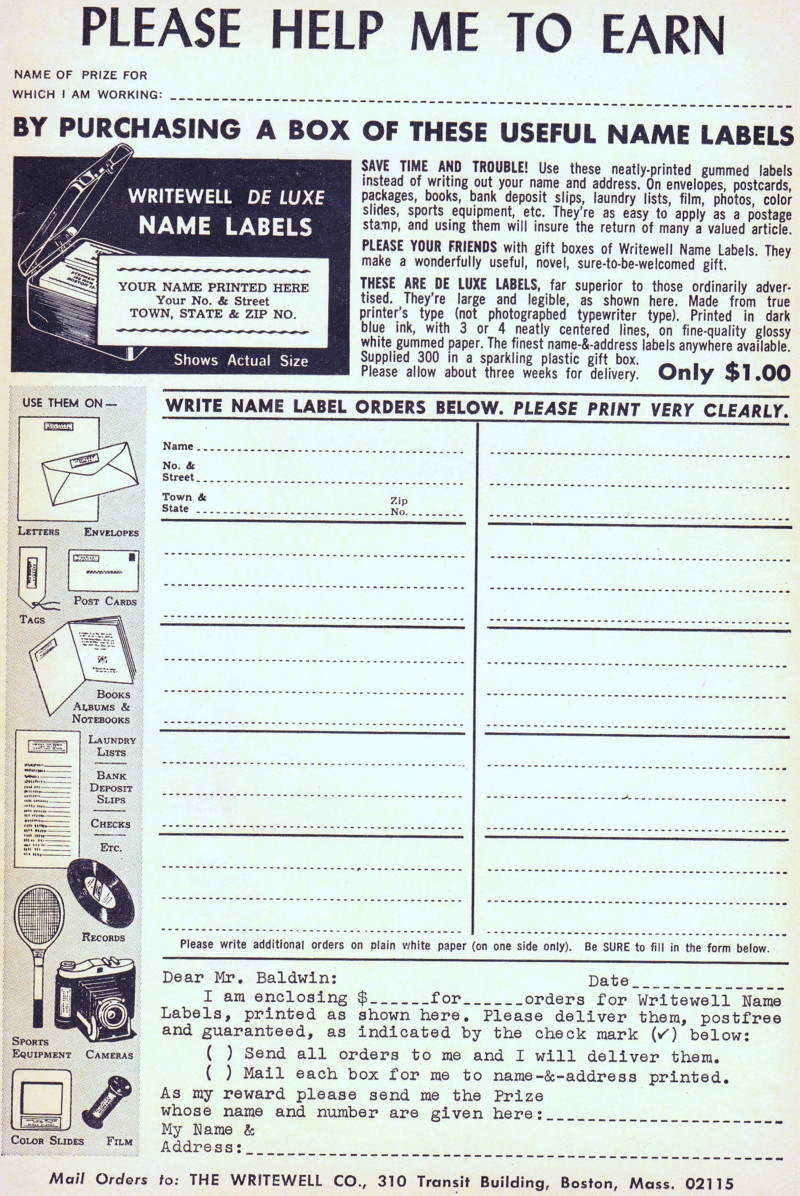 PLEASE HELP ME TO EARN
NAME OF PRIZE FOR
WHICH I AM WORKING:
BY PURCHASING A BOX OF THESE USEFUL NAME LABELS
WRITEWELL DE LUXE
NAME LABELS
YOUR NAME PRINTED HERE
Your No. & Street
TOWN, STATE & ZIP NO.
Shows Actual Size
SAVE TIME AND TROUBLE! Use these neatly-printed gummed labels
instead of writing out your name and address. On envelopes, postcards,
packages, books, bank deposit slips, laundry lists, film, photos, color
slides, sports equipment, etc. They're as easy to apply as a postage
stamp, and using them will insure the return of many a valued article.
PLEASE YOUR FRIENDS with gift boxes of Writewell Name Labels. They
make a wonderfully useful, novel, sure-to-be-welcomed gift.
THESE ARE DE LUXE LABELS, far superior to those ordinarily adver-
tised. They're large and legible, as shown here. Made from true
printer's type (not photographed typewriter type). Printed in dark
blue ink, with 3 or 4 neatly centered lines, on fine-quality glossy
white gummed paper. The finest name-&-address labels anywhere available.
Supplied 300 in a sparkling plastic gift box.
Please allow about three weeks for delivery. Only $1.00
USE THEM ON—
LETTERS ENVELOPES
POST CARDS
TAGS
BOOKS
ALBUMS &
NOTEBOOKS
LAUNDRY
LISTS
BANK
DEPOSIT
SLIPS
CHECKS
ETC.
RECORDS
SPORTS
EQUIPMENT CAMERAS
COLOR SLIDES FILM
WRITE NAME LABEL ORDERS BELOW. PLEASE PRINT VERY CLEARLY.
Name
No. &
Street
Town & Zip
State No.
Please write additional orders on plain white paper (on one side only). Be SURE to fill in the form below.
Dear Mr. Baldwin: Date
I am enclosing $______for______orders for Writewell Name
Labels, printed as shown here. Please deliver them, postfree
and guaranteed, as indicated by the check mark (✓) below:
( ) Send all orders to me and I will deliver them.
( ) Mail each box for me to name-&-address printed.
As my reward please send me the Prize
whose name and number are given here:
My Name &
Address:
Mail Orders to: THE WRITEWELL CO., 310 Transit Building, Boston, Mass. 02115